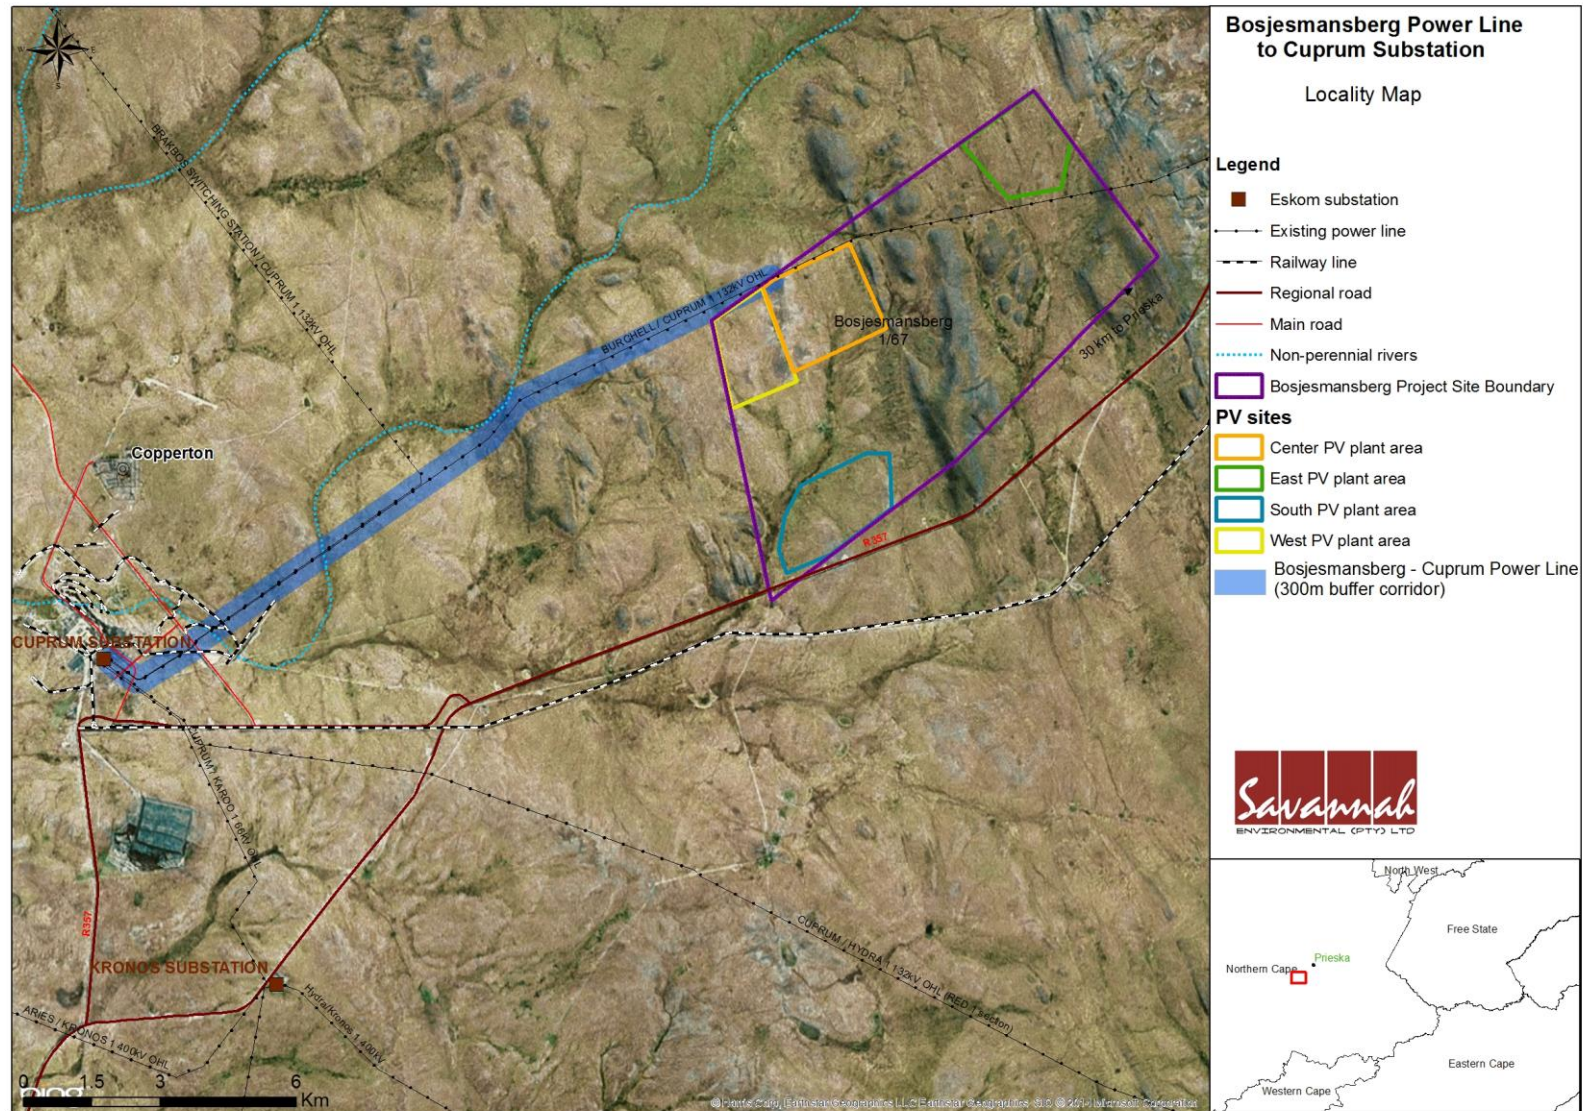 Bosjesmansberg Power Line
to Cuprum Substation
Locality Map
Legend
Eskom substation
Existing power line
Railway line
Regional road
Main road
Non-perennial rivers
Bosjesmansberg Project Site Boundary
PV sites
Center PV plant area
East PV plant area
South PV plant area
West PV plant area
Bosjesmansberg - Cuprum Power Line
(300m buffer corridor)
Savannah
ENVIRONMENTAL (PTY) LTD
North West
Free State
Prieska
Northern Cape
Eastern Cape
Western Cape
N
W E
S
BRAKBOS SWITCHING STATION / CUPRUM 1 132kV OHL
BURCHELL / CUPRUM 1 132kV OHL
Bosjesmansberg
1/67
30 Km to Prieska
Copperton
R357
CUPRUM SUBSTATION
CUPRUM / KAROO 1 66kV OHL
R357
KRONOS SUBSTATION
CUPRUM / HYDRA 1 132kV OHL (RED 1 secton)
Hydra/Kronos 1 400kV
ARIES / KRONOS 1 400kV OHL
0 1.5 3 6
Km
bing